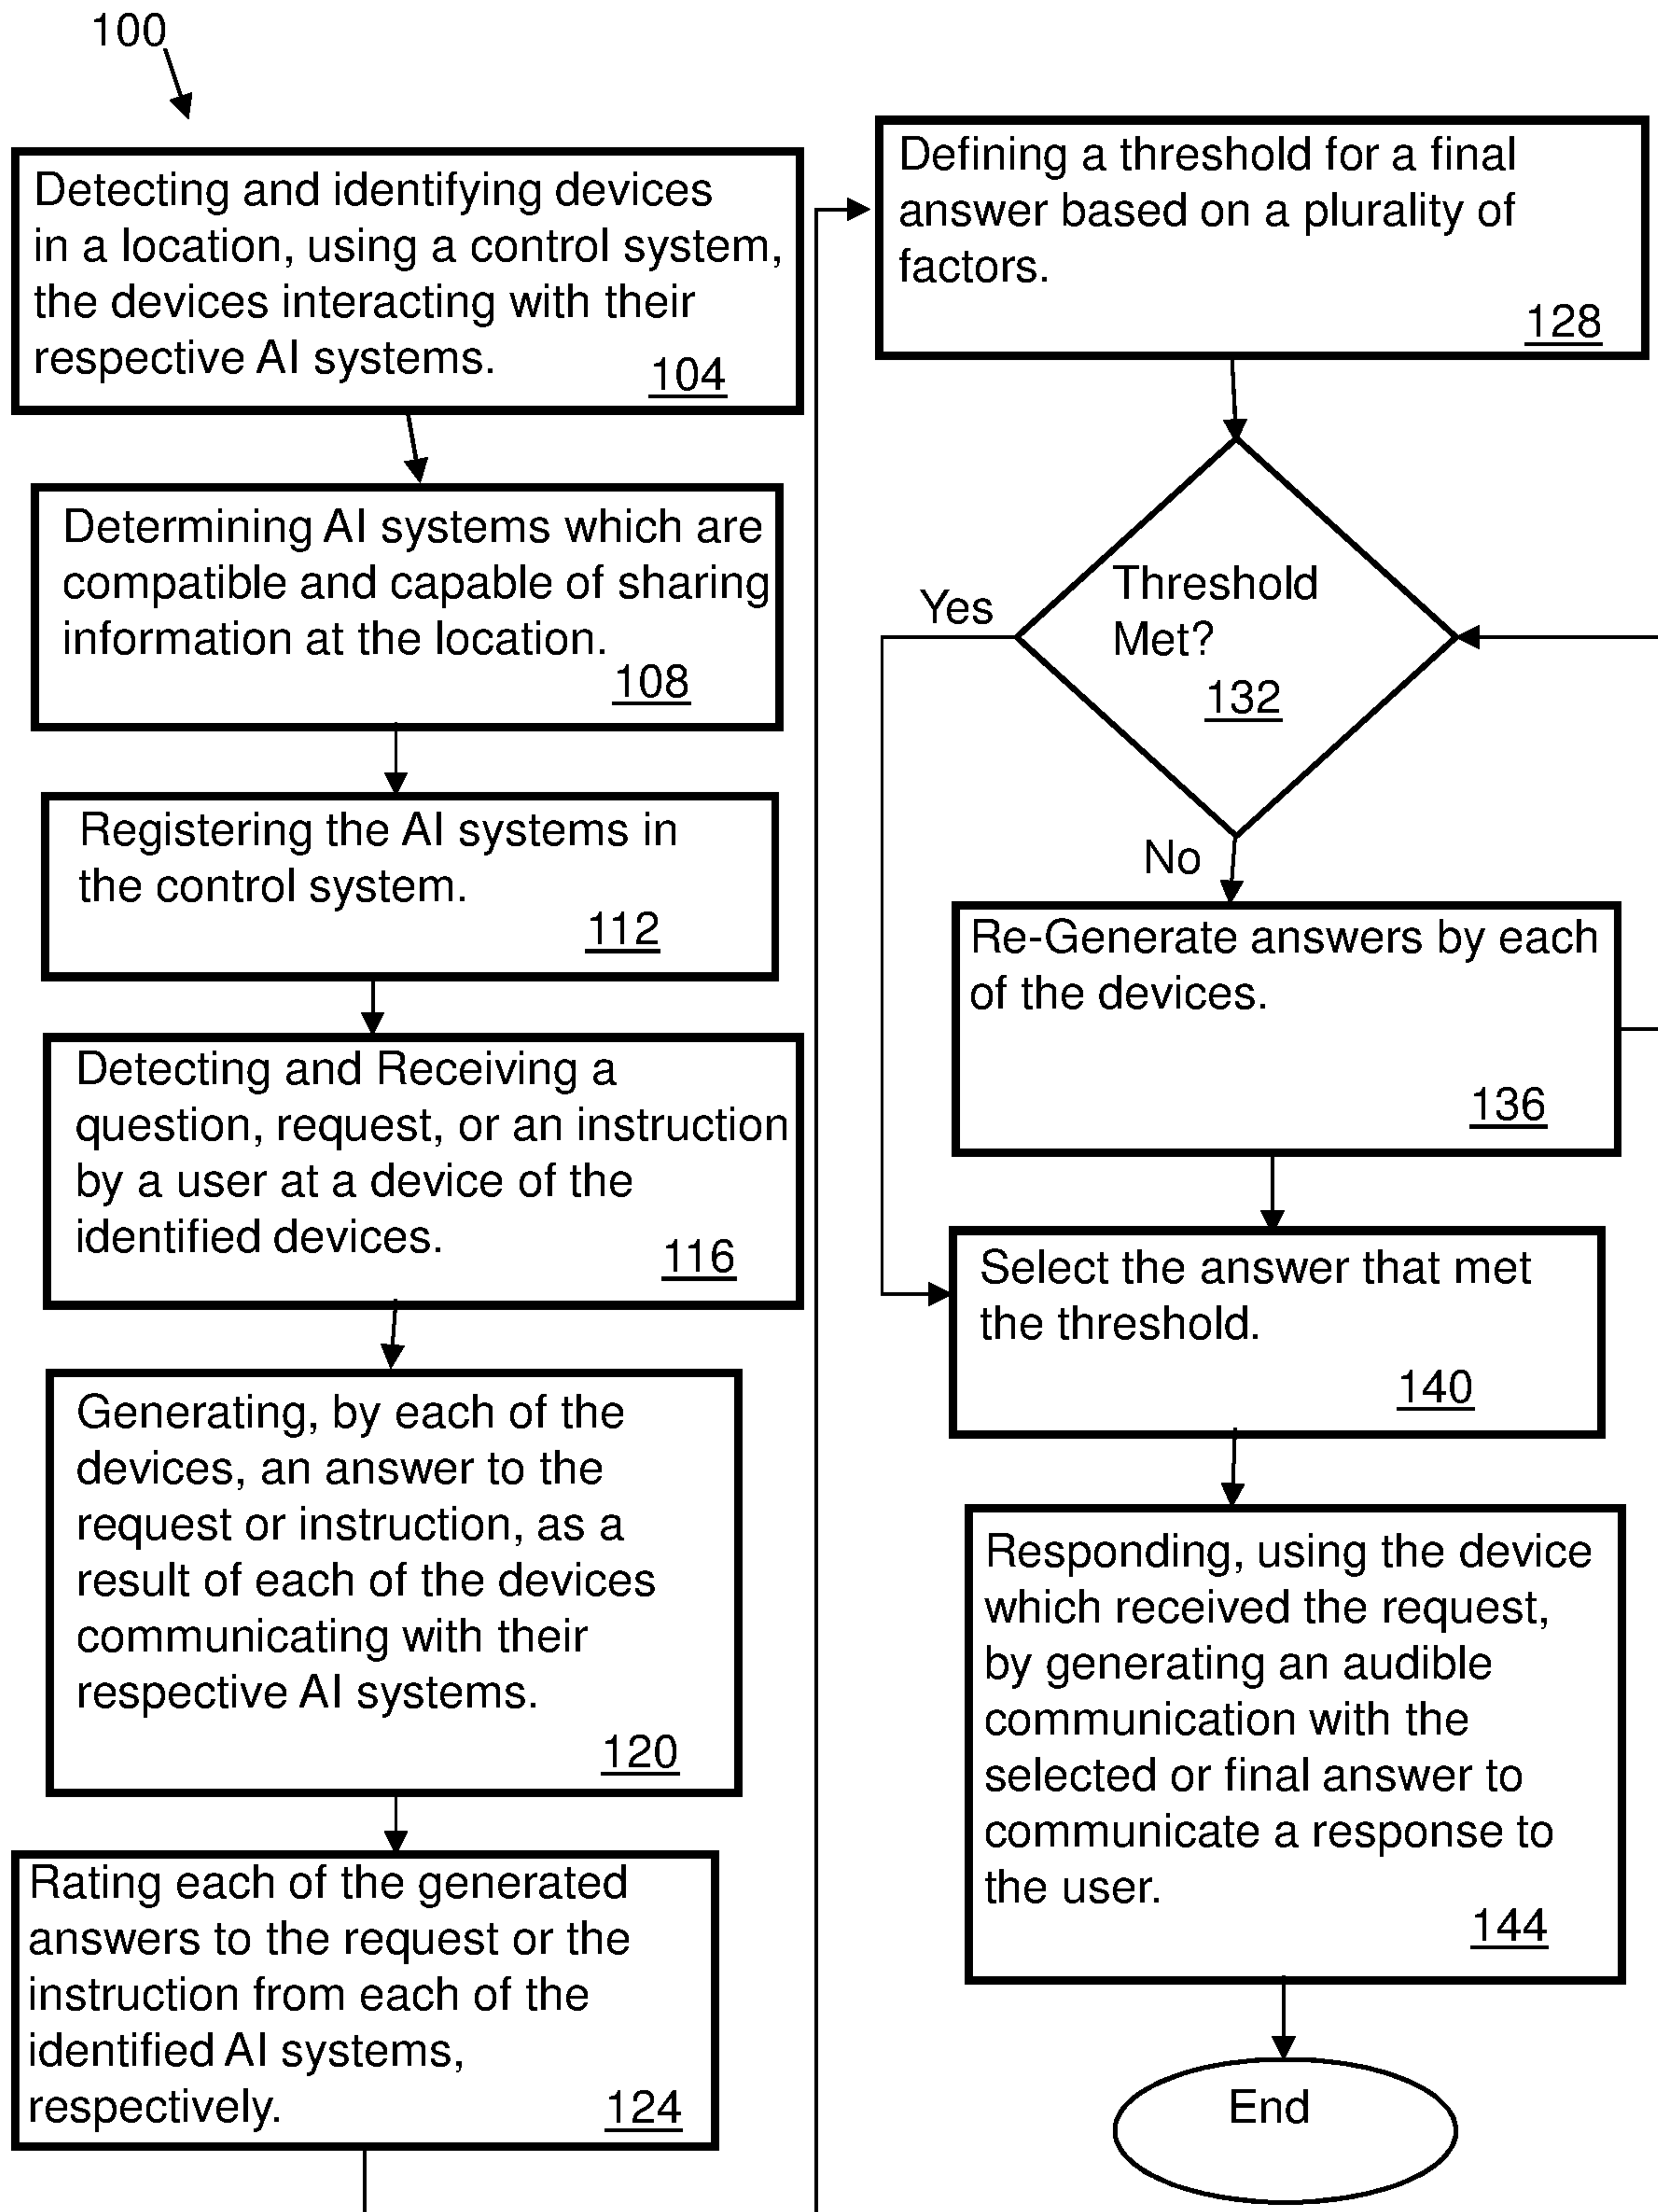 100
Detecting and identifying devices
in a location, using a control system,
the devices interacting with their
respective AI systems.
104
Determining AI systems which are
compatible and capable of sharing
information at the location.
108
Registering the AI systems in
the control system.
112
Detecting and Receiving a
question, request, or an instruction
by a user at a device of the
identified devices.
116
Generating, by each of the
devices, an answer to the
request or instruction, as a
result of each of the devices
communicating with their
respective AI systems.
120
Rating each of the generated
answers to the request or the
instruction from each of the
identified AI systems,
respectively.
124
Defining a threshold for a final
answer based on a plurality of
factors.
128
Threshold
Met?
132
Yes
No
Re-Generate answers by each
of the devices.
136
Select the answer that met
the threshold.
140
Responding, using the device
which received the request,
by generating an audible
communication with the
selected or final answer to
communicate a response to
the user.
144
End